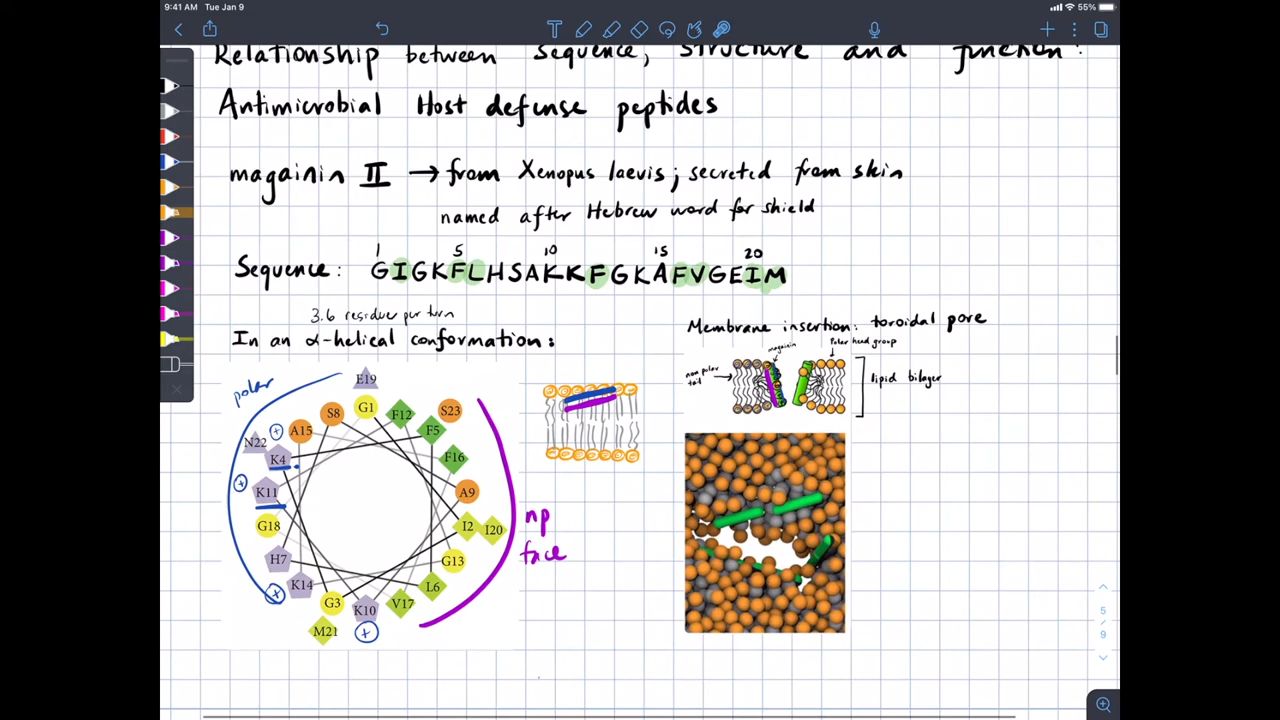 9:41 AM Tue Jan 9
55%
Relationship between sequence, structure and function:
Antimicrobial Host defense peptides
magainin II → from Xenopus laevis; secreted from skin
named after Hebrew word for shield
1 5 10 15 20
Sequence: GIGKFLHSAKKFGKAFVGEIM
3.6 residue per turn
In an α-helical conformation:
Membrane insertion: toroidal pore
magainin
Polar head group
non polar
tail
lipid bilayer
polar
E19
S8 G1 F12 S23
A15 F5
N22 K4 F16
K11 A9
G18 I2 I20
H7 G13
K14 L6
G3 K10 V17
M21
+
+
+
+
np
face
5
/
9